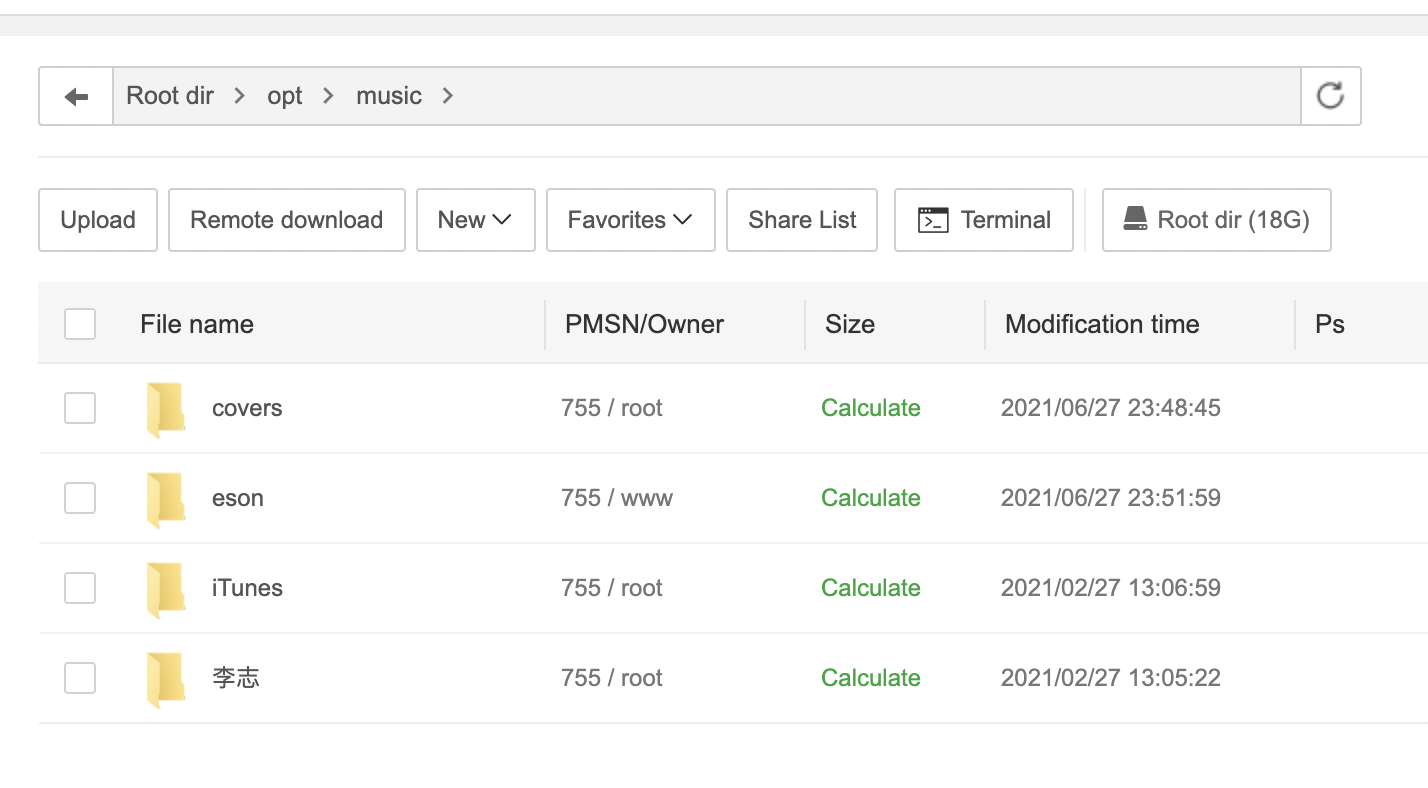 Root dir > opt > music >
Upload Remote download New Favorites Share List Terminal Root dir (18G)
File name PMSN/Owner Size Modification time Ps
covers 755 / root Calculate 2021/06/27 23:48:45
eson 755 / www Calculate 2021/06/27 23:51:59
iTunes 755 / root Calculate 2021/02/27 13:06:59
李志 755 / root Calculate 2021/02/27 13:05:22